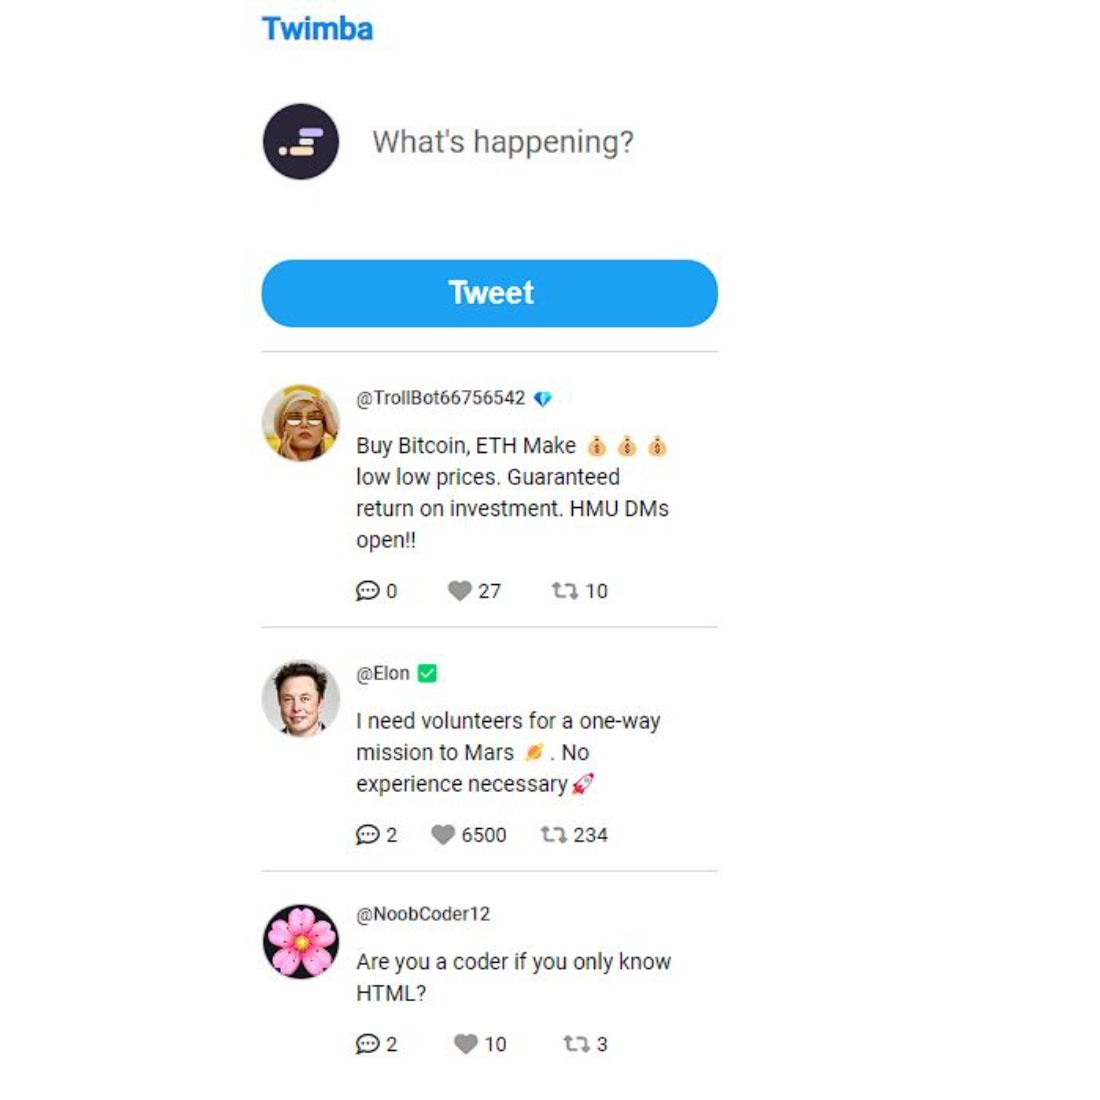 Twimba
What's happening?
Tweet
@TrollBot66756542 💎
Buy Bitcoin, ETH Make 💰 💰 💰
low low prices. Guaranteed
return on investment. HMU DMs
open!!
0 27 10
@Elon ✅
I need volunteers for a one-way
mission to Mars 🪐 . No
experience necessary🚀
2 6500 234
@NoobCoder12
Are you a coder if you only know
HTML?
2 10 3